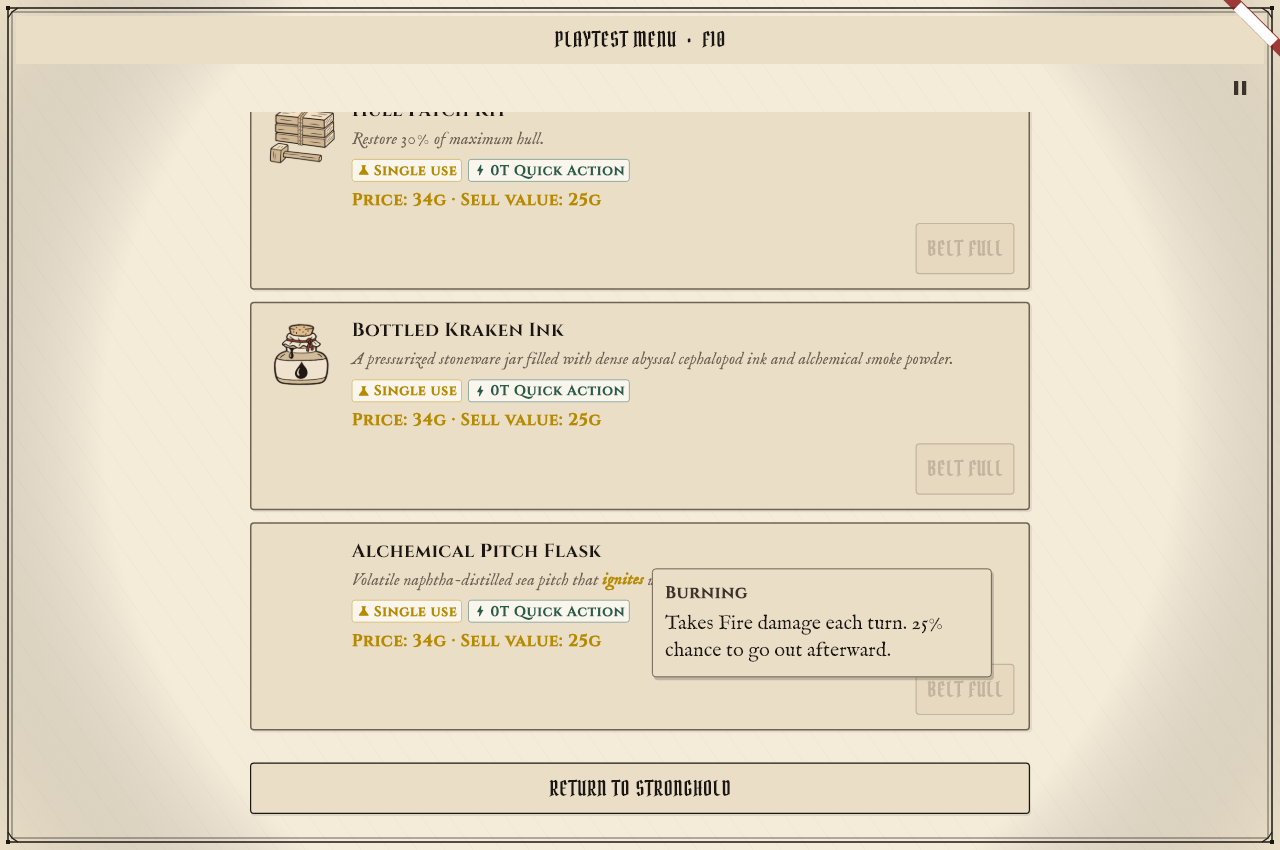 PLAYTEST MENU · F10
Restore 30% of maximum hull.
Single use
0T Quick Action
Price: 34g · Sell value: 25g
BELT FULL
Bottled Kraken Ink
A pressurized stoneware jar filled with dense abyssal cephalopod ink and alchemical smoke powder.
Single use
0T Quick Action
Price: 34g · Sell value: 25g
BELT FULL
Alchemical Pitch Flask
Volatile naphtha-distilled sea pitch that ignites
Burning
Takes Fire damage each turn. 25%
chance to go out afterward.
Single use
0T Quick Action
Price: 34g · Sell value: 25g
BELT FULL
RETURN TO STRONGHOLD